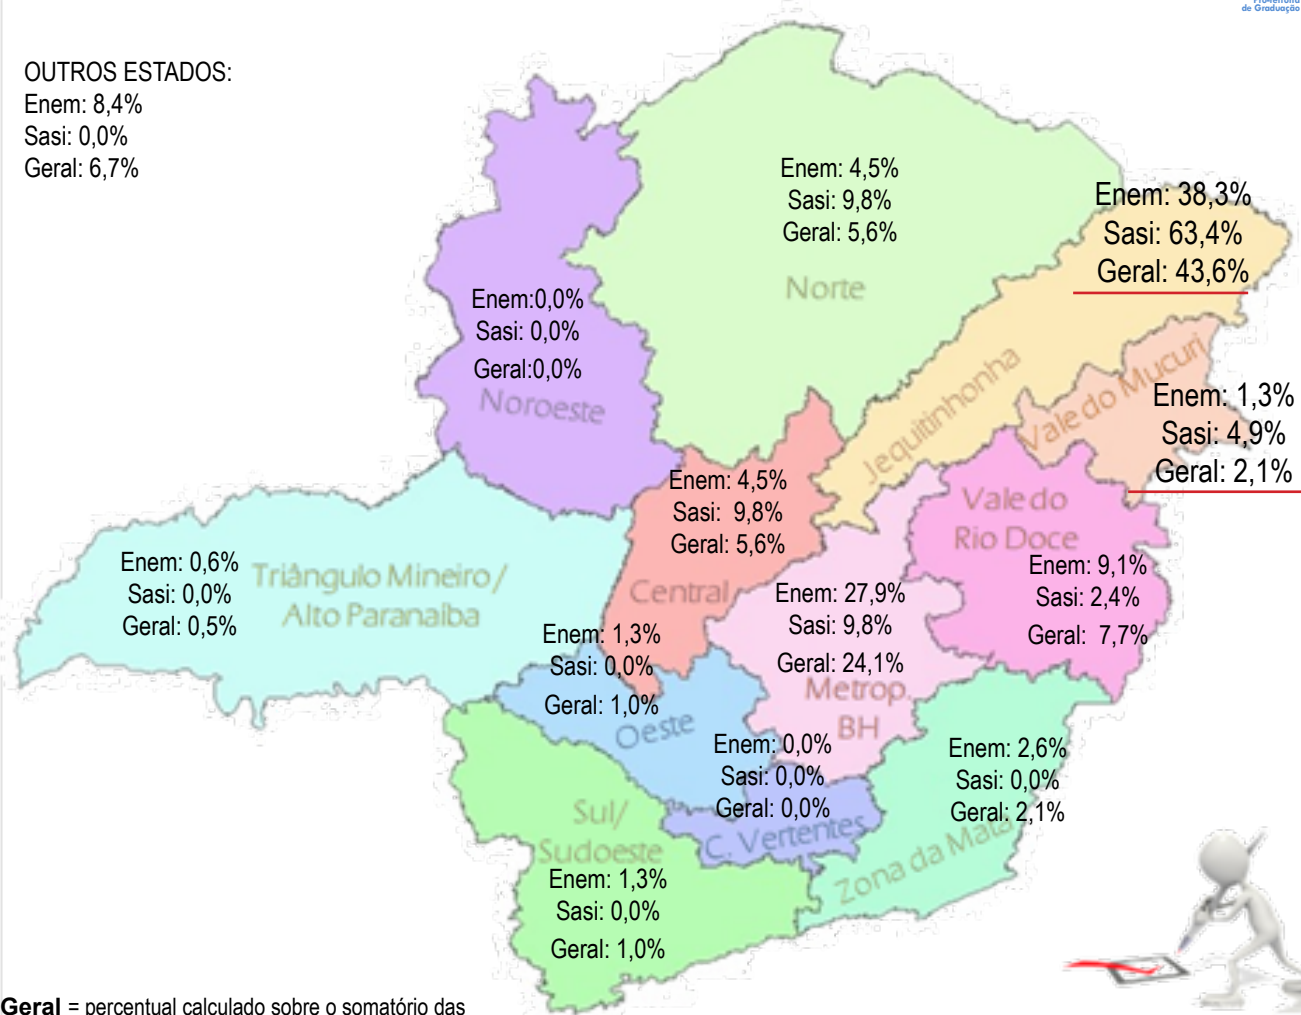 Pró-reitoria
de Graduação
OUTROS ESTADOS:
Enem: 8,4%
Sasi: 0,0%
Geral: 6,7%
Enem: 4,5%
Sasi: 9,8%
Geral: 5,6%
Norte
Enem: 38,3%
Sasi: 63,4%
Geral: 43,6%
Jequitinhonha
Enem:0,0%
Sasi: 0,0%
Geral:0,0%
Noroeste
Vale do Mucuri
Enem: 1,3%
Sasi: 4,9%
Geral: 2,1%
Enem: 4,5%
Sasi: 9,8%
Geral: 5,6%
Central
Vale do
Rio Doce
Enem: 9,1%
Sasi: 2,4%
Geral: 7,7%
Enem: 0,6%
Sasi: 0,0%
Geral: 0,5%
Triângulo Mineiro/
Alto Paranaíba
Enem: 27,9%
Sasi: 9,8%
Geral: 24,1%
Metrop.
BH
Enem: 1,3%
Sasi: 0,0%
Geral: 1,0%
Oeste
Enem: 0,0%
Sasi: 0,0%
Geral: 0,0%
C. Vertentes
Enem: 2,6%
Sasi: 0,0%
Geral: 2,1%
Zona da Mata
Sul/
Sudoeste
Enem: 1,3%
Sasi: 0,0%
Geral: 1,0%
Geral = percentual calculado sobre o somatório das